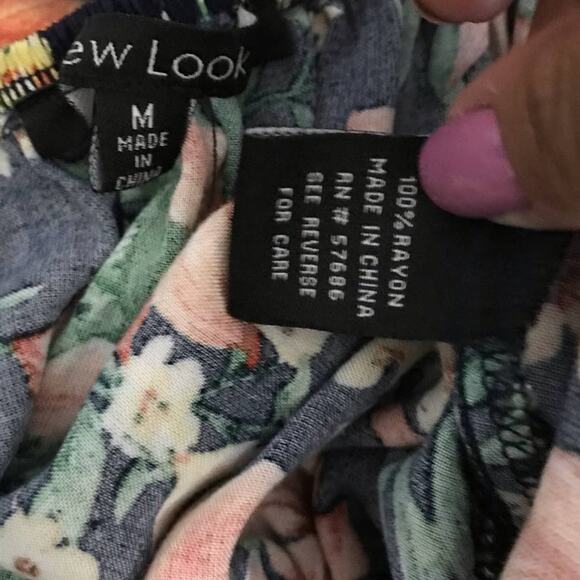 ew Look
M
MADE
IN
CHINA
100% RAYON
MADE IN CHINA
RN # 57686
SEE REVERSE
FOR CARE